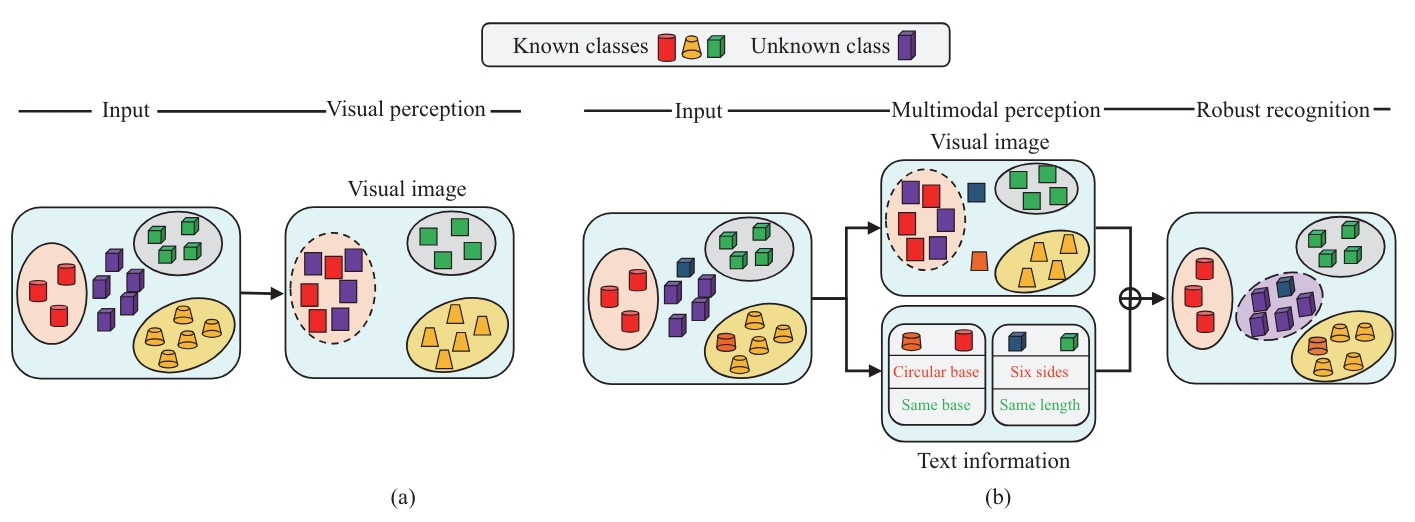 Known classes Unknown class
Input Visual perception
Visual image
(a)
Input Multimodal perception Robust recognition
Visual image
Circular base Six sides
Same base Same length
Text information
(b)